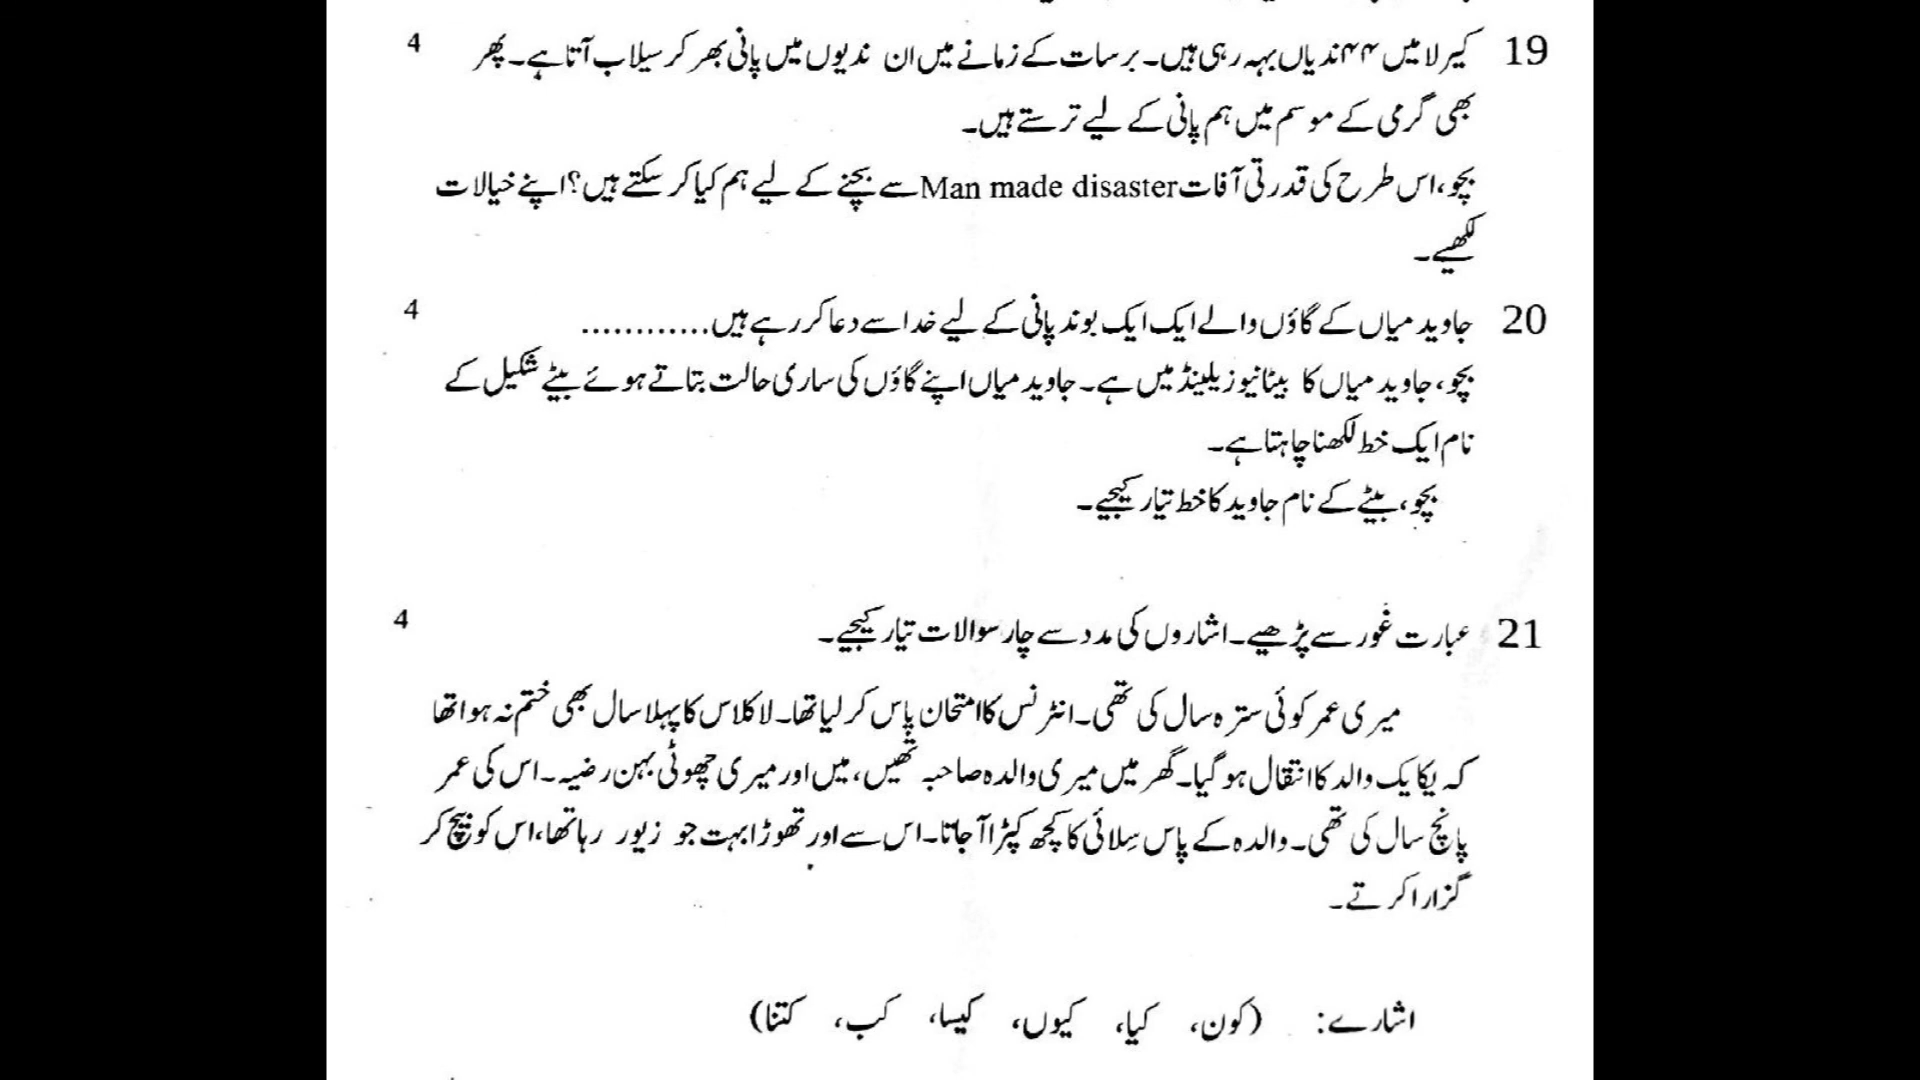 19 کیرلا میں ۴۴ ندیاں بہہ رہی ہیں۔ برسات کے زمانے میں ان ندیوں میں پانی بھر کر سیلاب آتا ہے۔ پھر 4
بھی گرمی کے موسم میں ہم پانی کے لیے ترستے ہیں۔
بچو، اس طرح کی قدرتی آفات Man made disaster سے بچنے کے لیے ہم کیا کر سکتے ہیں؟ اپنے خیالات
لکھیے۔
20 جاوید میاں کے گاؤں والے ایک ایک بوند پانی کے لیے خدا سے دعا کر رہے ہیں............ 4
بچو، جاوید میاں کا بیٹا نیوزیلینڈ میں ہے۔ جاوید میاں اپنے گاؤں کی ساری حالت بتاتے ہوئے بیٹے شکیل کے
نام ایک خط لکھنا چاہتا ہے۔
بچو، بیٹے کے نام جاوید کا خط تیار کیجیے۔
21 عبارت غور سے پڑھیے۔ اشاروں کی مدد سے چار سوالات تیار کیجیے۔ 4
میری عمر کوئی سترہ سال کی تھی۔ انٹرنس کا امتحان پاس کر لیا تھا۔ لا کلاس کا پہلا سال بھی ختم نہ ہوا تھا
کہ یکایک والد کا انتقال ہو گیا۔ گھر میں میری والدہ صاحبہ تھیں، میں اور میری چھوٹی بہن رضیہ۔ اس کی عمر
پانچ سال کی تھی۔ والدہ کے پاس سِلائی کا کچھ کپڑا آ جاتا۔ اس سے اور تھوڑا بہت جو زیور رہا تھا، اس کو بیچ کر
گزارا کرتے۔
اشارے: (کون، کیا، کیوں، کیسا، کب، کتنا)